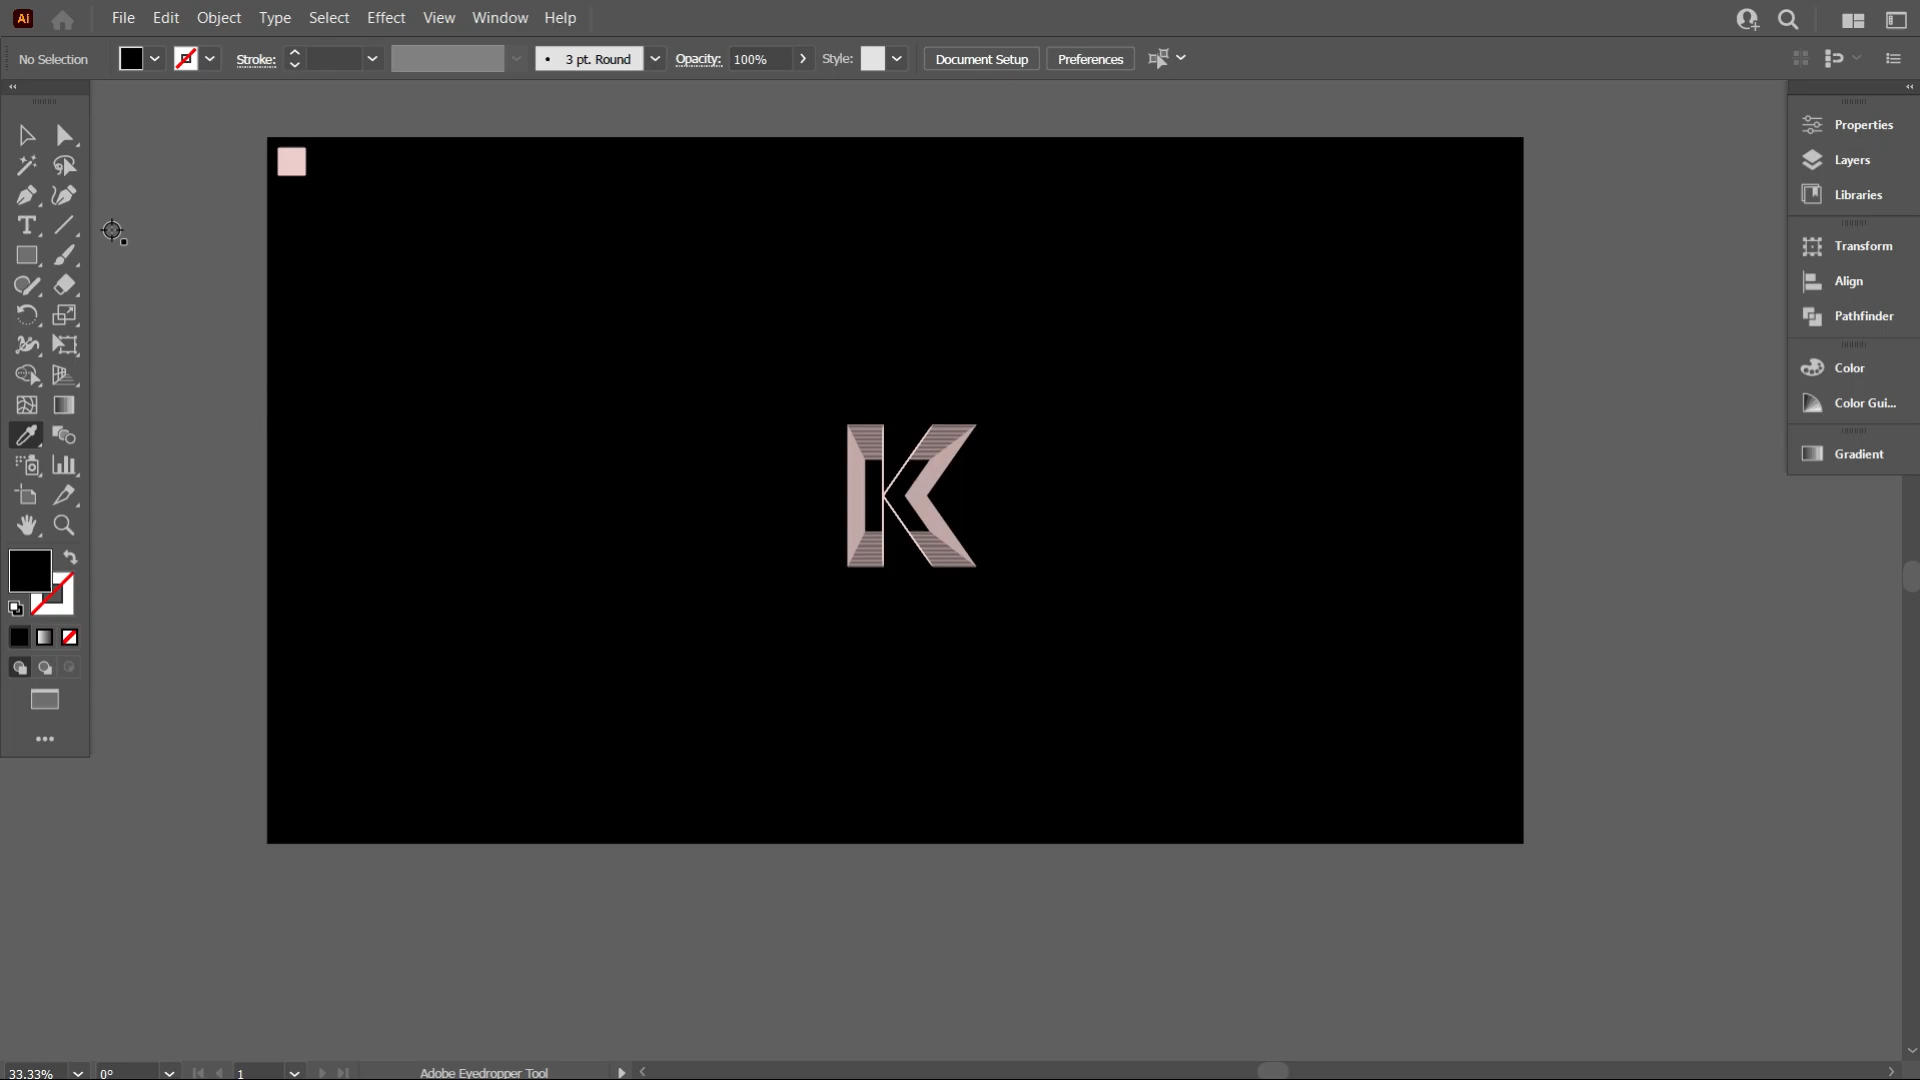 Ai File Edit Object Type Select Effect View Window Help
No Selection Stroke: 3 pt. Round Opacity: 100% Style: Document Setup Preferences
Properties
Layers
Libraries
Transform
Align
Pathfinder
Color
Color Gui...
Gradient
K
33.33% 0° 1 Adobe Eyedropper Tool